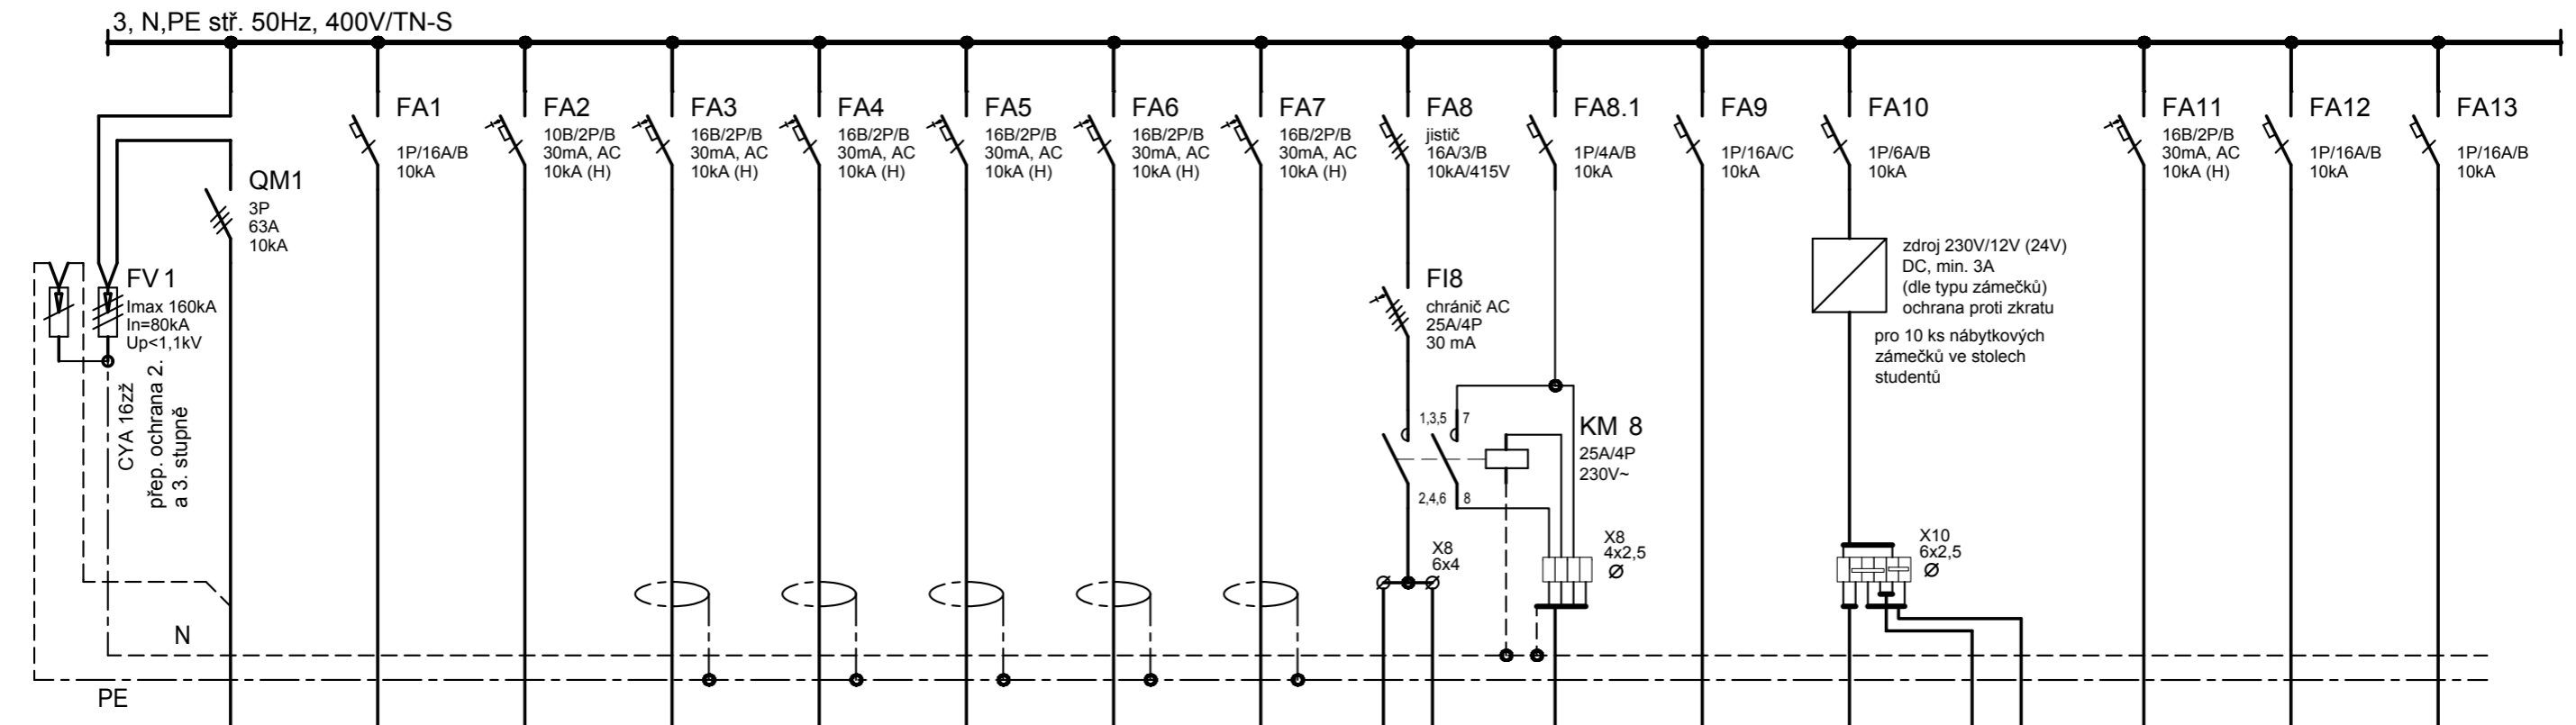 3, N,PE stř. 50Hz, 400V/TN-S
QM1
3P
63A
10kA
FV 1
Imax 160kA
In=80kA
Up<1,1kV
CYA 16zž
přep. ochrana 2.
a 3. stupně
N
PE
FA1
1P/16A/B
10kA
FA2
10B/2P/B
30mA, AC
10kA (H)
FA3
16B/2P/B
30mA, AC
10kA (H)
FA4
16B/2P/B
30mA, AC
10kA (H)
FA5
16B/2P/B
30mA, AC
10kA (H)
FA6
16B/2P/B
30mA, AC
10kA (H)
FA7
16B/2P/B
30mA, AC
10kA (H)
FA8
jistič
16A/3/B
10kA/415V
FI8
chránič AC
25A/4P
30 mA
1,3,5 7
2,4,6 8
X8
6x4
FA8.1
1P/4A/B
10kA
KM 8
25A/4P
230V~
X8
4x2,5
FA9
1P/16A/C
10kA
FA10
1P/6A/B
10kA
zdroj 230V/12V (24V)
DC, min. 3A
(dle typu zámečků)
ochrana proti zkratu
pro 10 ks nábytkových
zámečků ve stolech
studentů
X10
6x2,5
FA11
16B/2P/B
30mA, AC
10kA (H)
FA12
1P/16A/B
10kA
FA13
1P/16A/B
10kA